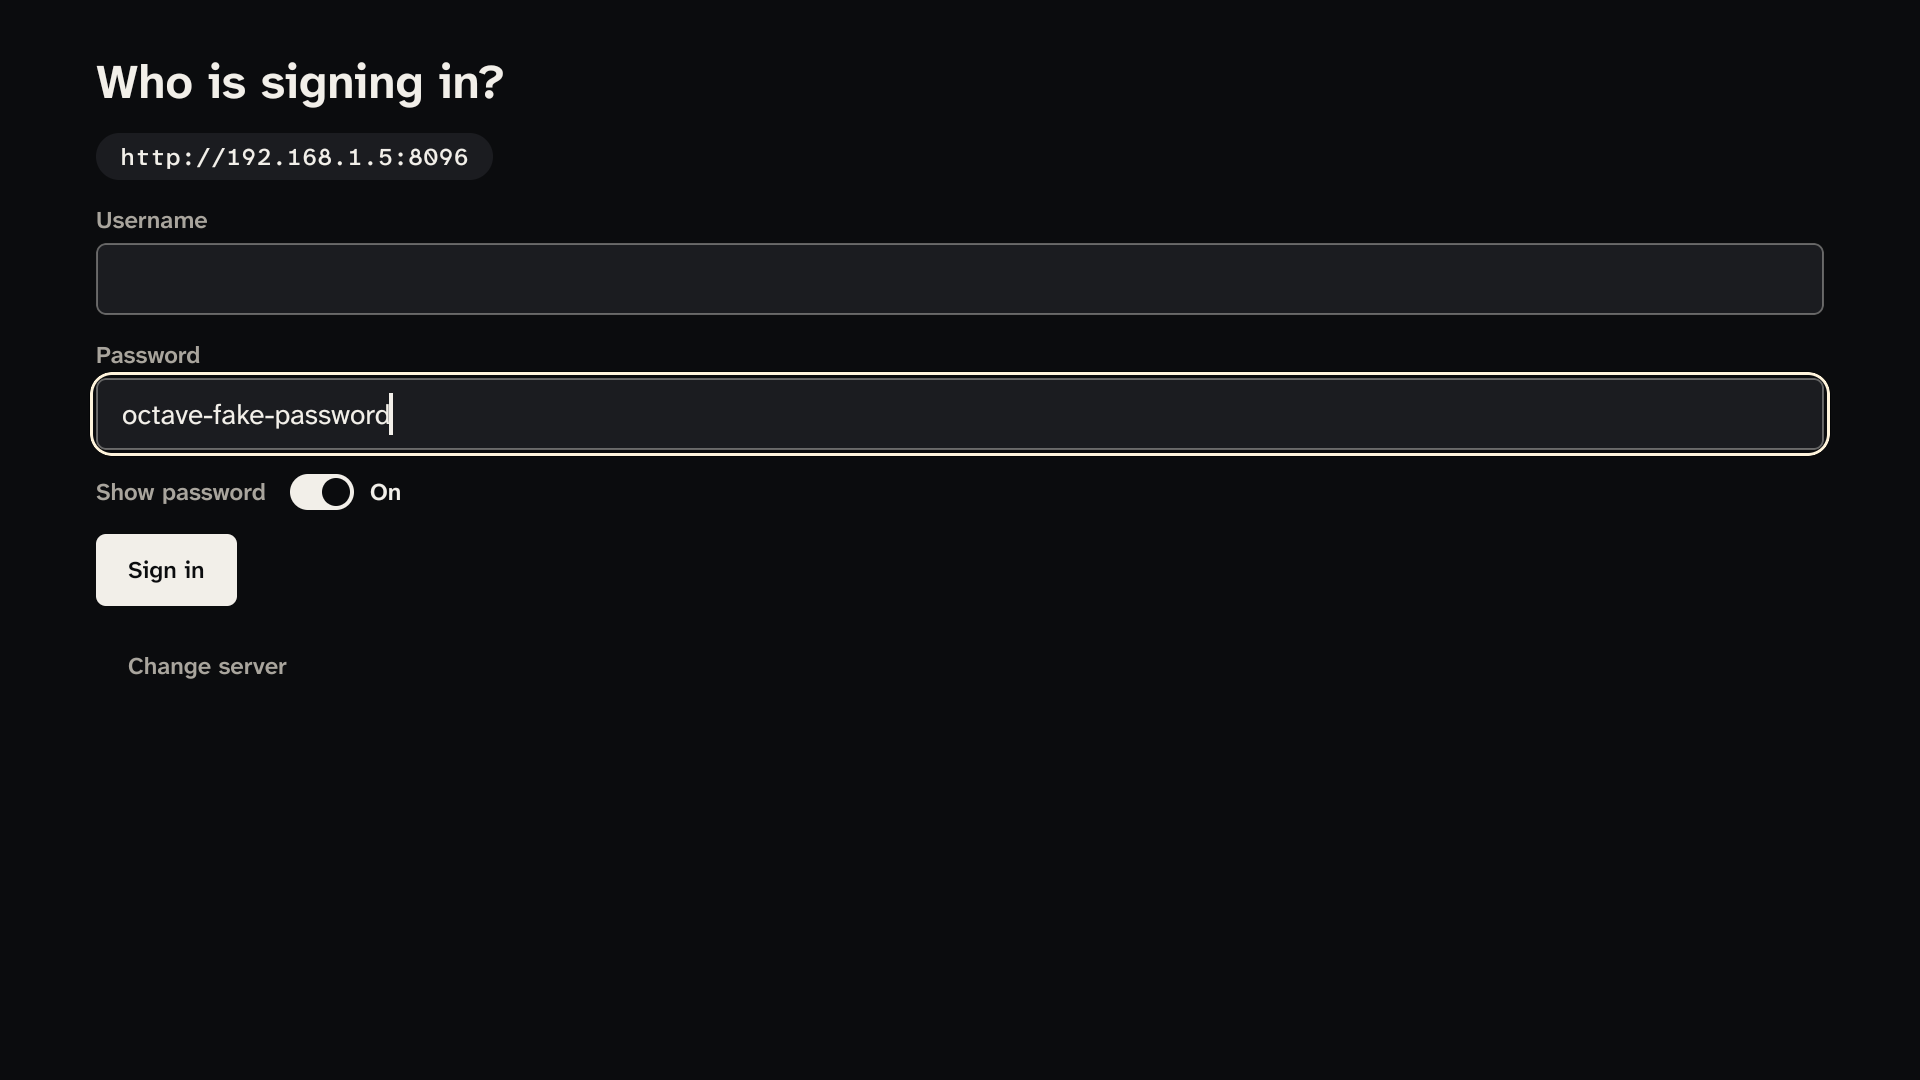 Who is signing in?
http://192.168.1.5:8096
Username
Password
octave-fake-password
Show password On
Sign in
Change server